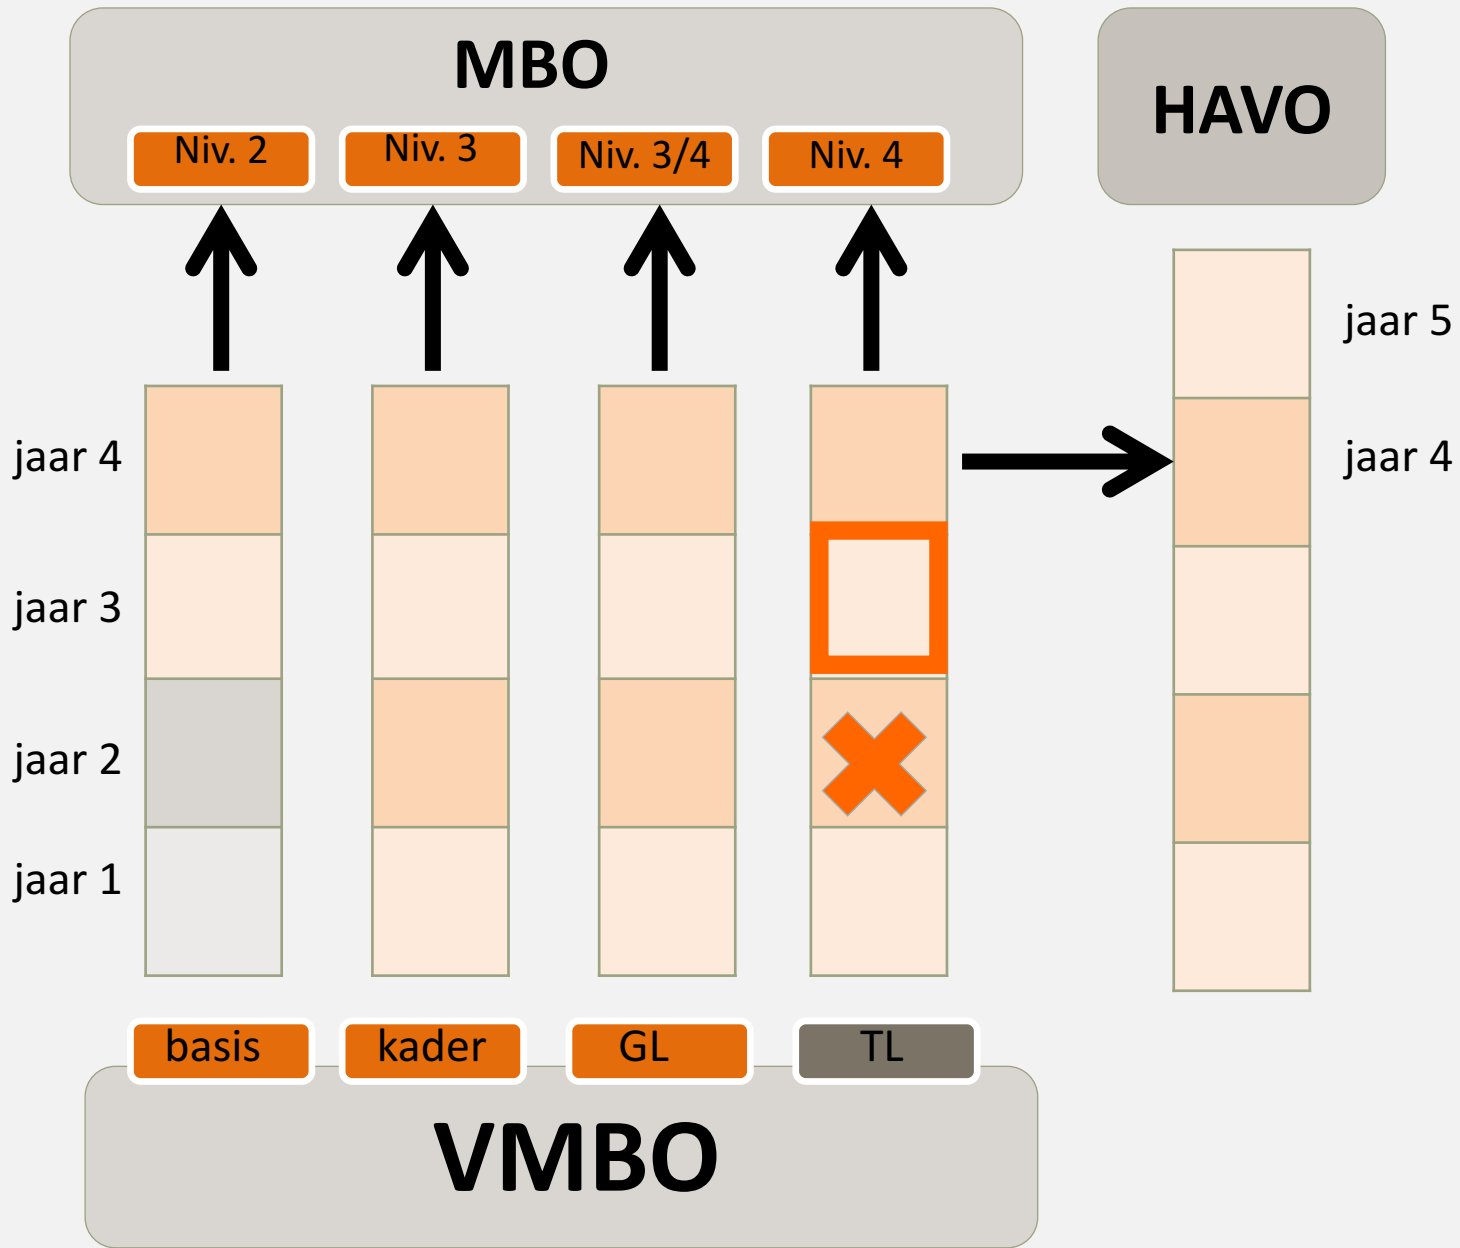 MBO
HAVO
Niv. 2
Niv. 3
Niv. 3/4
Niv. 4
jaar 5
jaar 4
jaar 4
jaar 3
jaar 2
jaar 1
basis
kader
GL
TL
VMBO